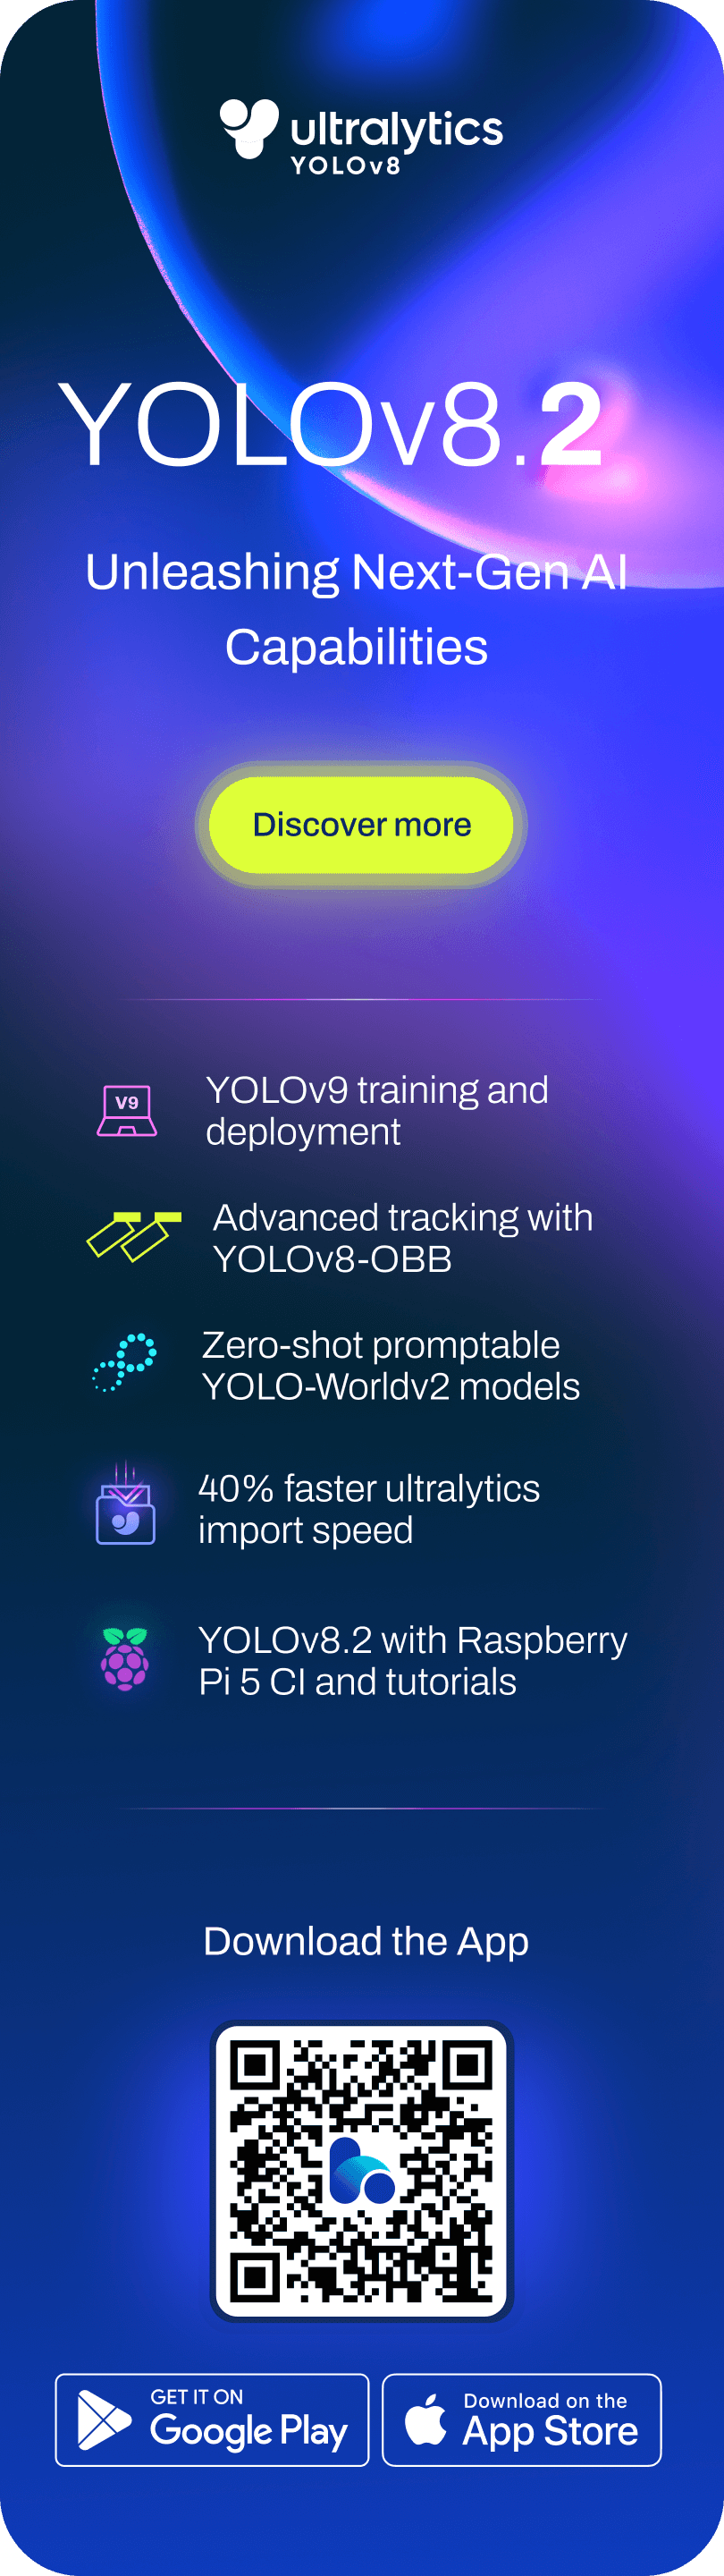 ultralytics
YOLOv8
YOLOv8.2
Unleashing Next-Gen AI
Capabilities
Discover more
V9
YOLOv9 training and
deployment
Advanced tracking with
YOLOv8-OBB
Zero-shot promptable
YOLO-Worldv2 models
40% faster ultralytics
import speed
YOLOv8.2 with Raspberry
Pi 5 CI and tutorials
Download the App
GET IT ON
Google Play
Download on the
App Store